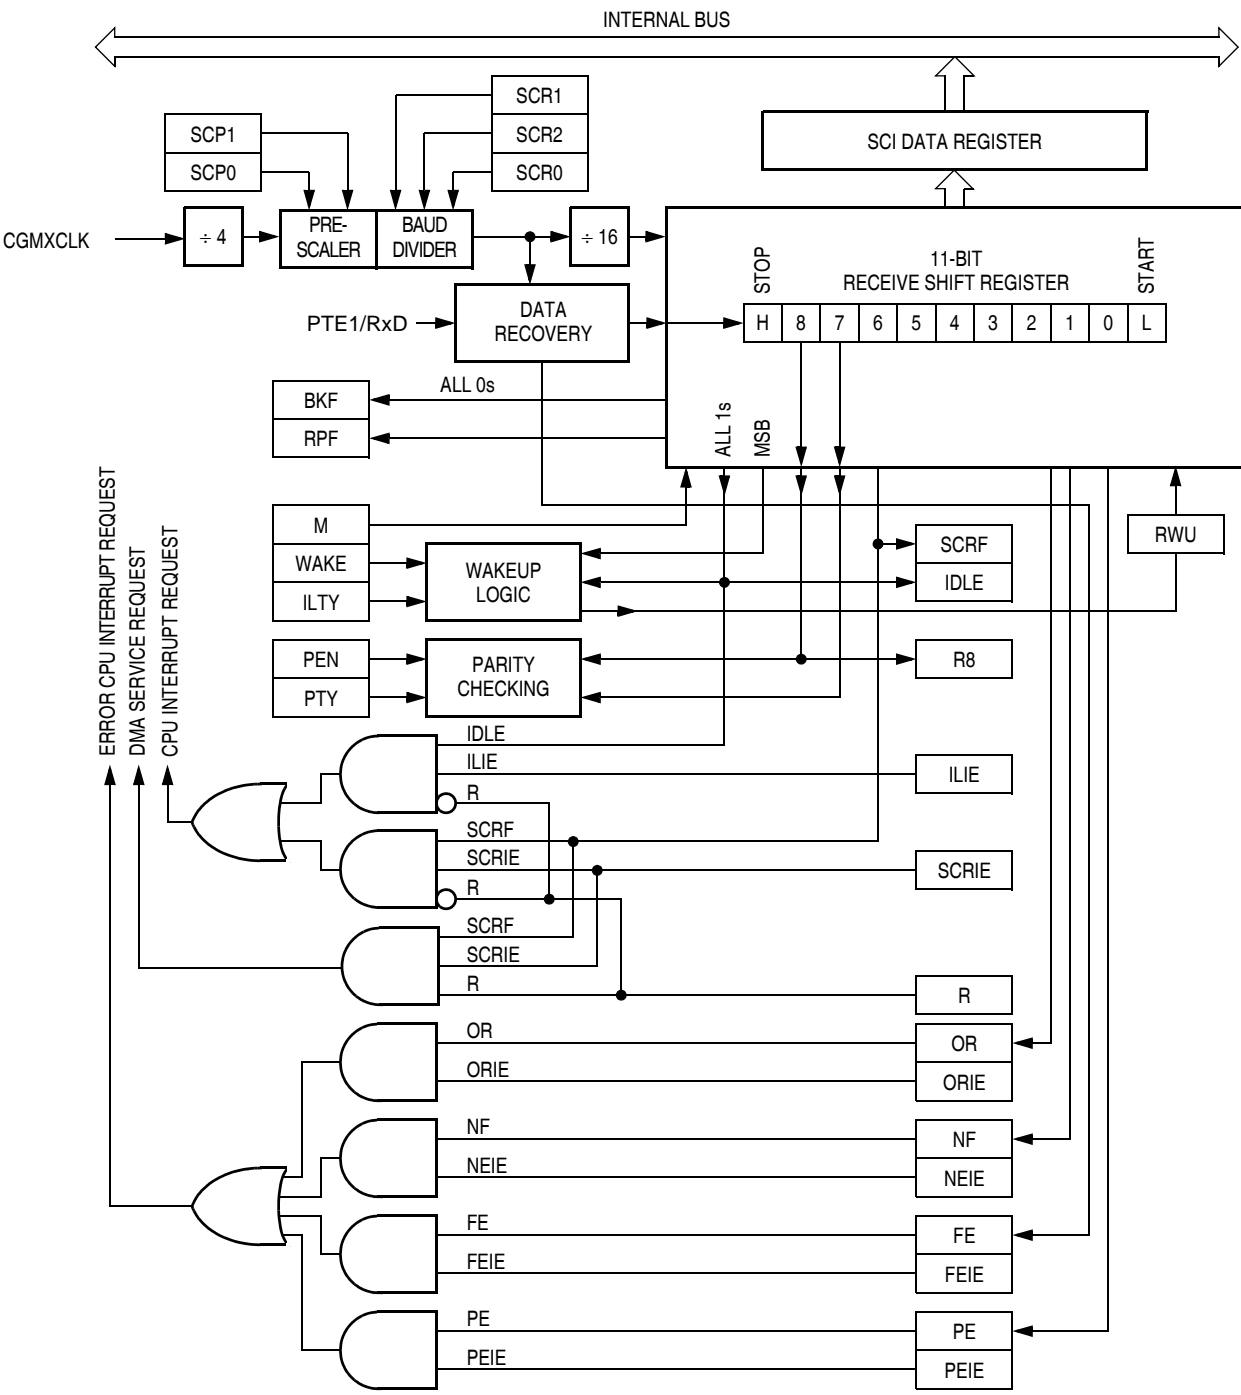 INTERNAL BUS
SCR1
SCR2
SCR0
SCP1
SCP0
SCI DATA REGISTER
CGMXCLK
÷ 4
PRE-
SCALER
BAUD
DIVIDER
÷ 16
STOP
11-BIT
RECEIVE SHIFT REGISTER
START
H 8 7 6 5 4 3 2 1 0 L
PTE1/RxD
DATA
RECOVERY
ALL 0s
BKF
RPF
ALL 1s
MSB
M
WAKE
ILTY
WAKEUP
LOGIC
SCRF
IDLE
RWU
PEN
PTY
PARITY
CHECKING
R8
ERROR CPU INTERRUPT REQUEST
DMA SERVICE REQUEST
CPU INTERRUPT REQUEST
IDLE
ILIE
R
ILIE
SCRF
SCRIE
R
SCRIE
SCRF
SCRIE
R
R
OR
ORIE
OR
ORIE
NF
NEIE
NF
NEIE
FE
FEIE
FE
FEIE
PE
PEIE
PE
PEIE